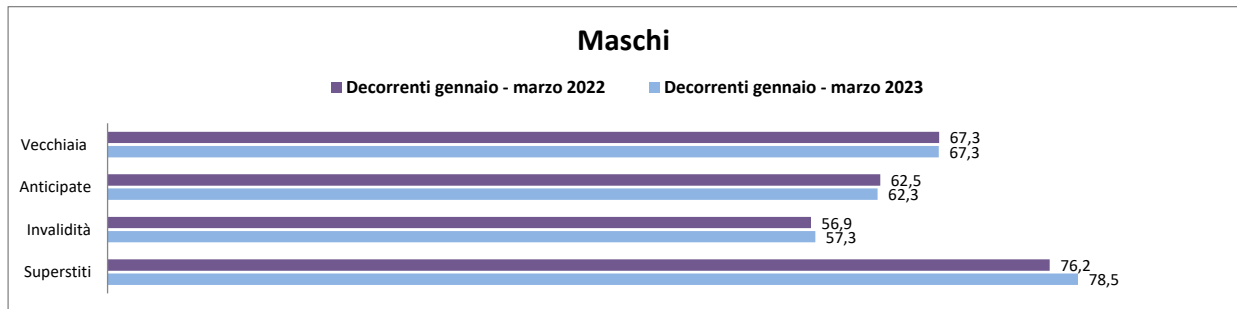 Maschi
Decorrenti gennaio - marzo 2022 Decorrenti gennaio - marzo 2023
Vecchiaia 67,3
67,3
Anticipate 62,5
62,3
Invalidità 56,9
57,3
Superstiti 76,2
78,5